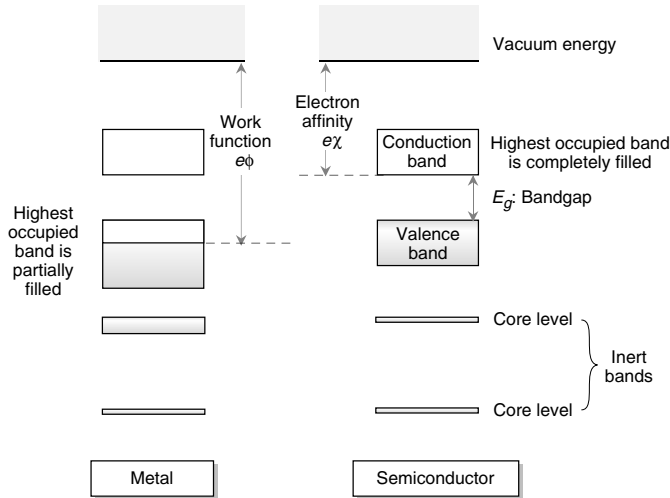 Vacuum energy
Work
function
eϕ
Electron
affinity
eχ
Conduction
band
Highest occupied band
is completely filled
E_g: Bandgap
Highest
occupied
band is
partially
filled
Valence
band
Core level
Inert
bands
Core level
Metal
Semiconductor